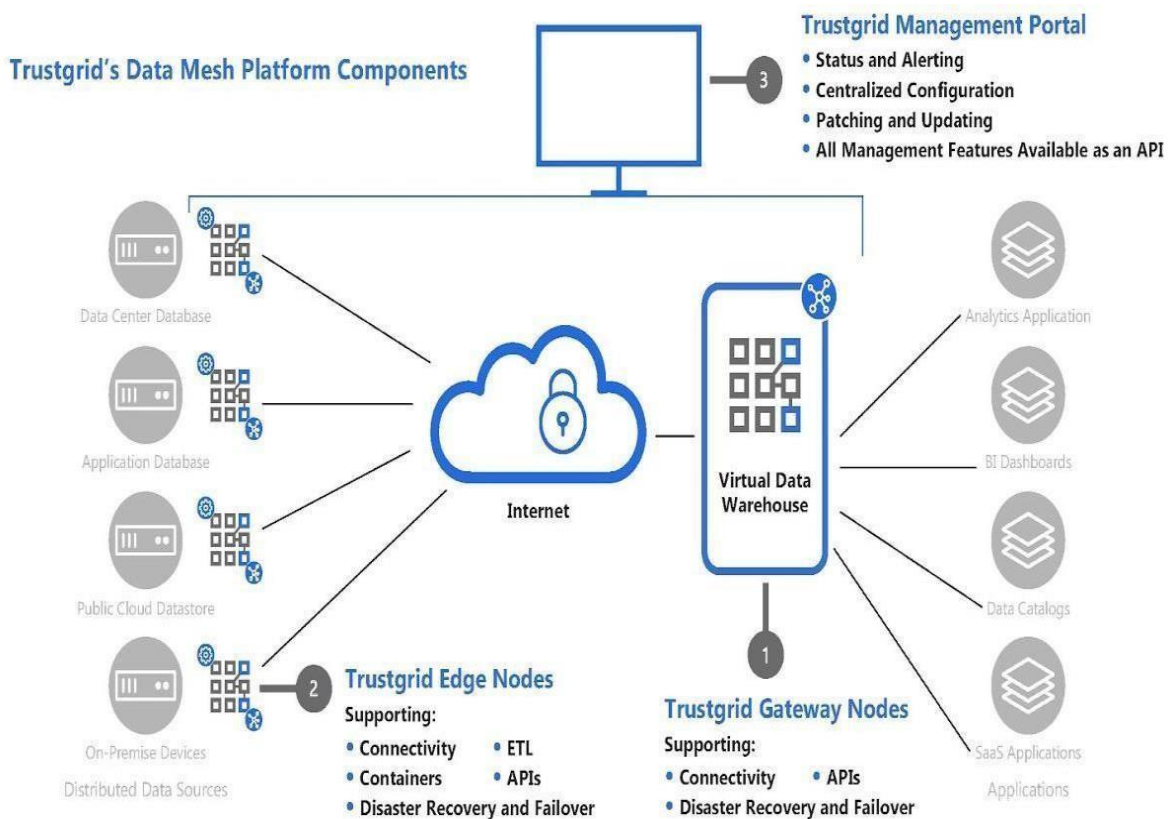 Trustgrid's Data Mesh Platform Components
Trustgrid Management Portal
• Status and Alerting
• Centralized Configuration
• Patching and Updating
• All Management Features Available as an API
3
Data Center Database
Application Database
Public Cloud Datastore
On-Premise Devices
Distributed Data Sources
Internet
Virtual Data
Warehouse
Analytics Application
BI Dashboards
Data Catalogs
SaaS Applications
Applications
2
Trustgrid Edge Nodes
Supporting:
• Connectivity • ETL
• Containers • APIs
• Disaster Recovery and Failover
1
Trustgrid Gateway Nodes
Supporting:
• Connectivity • APIs
• Disaster Recovery and Failover